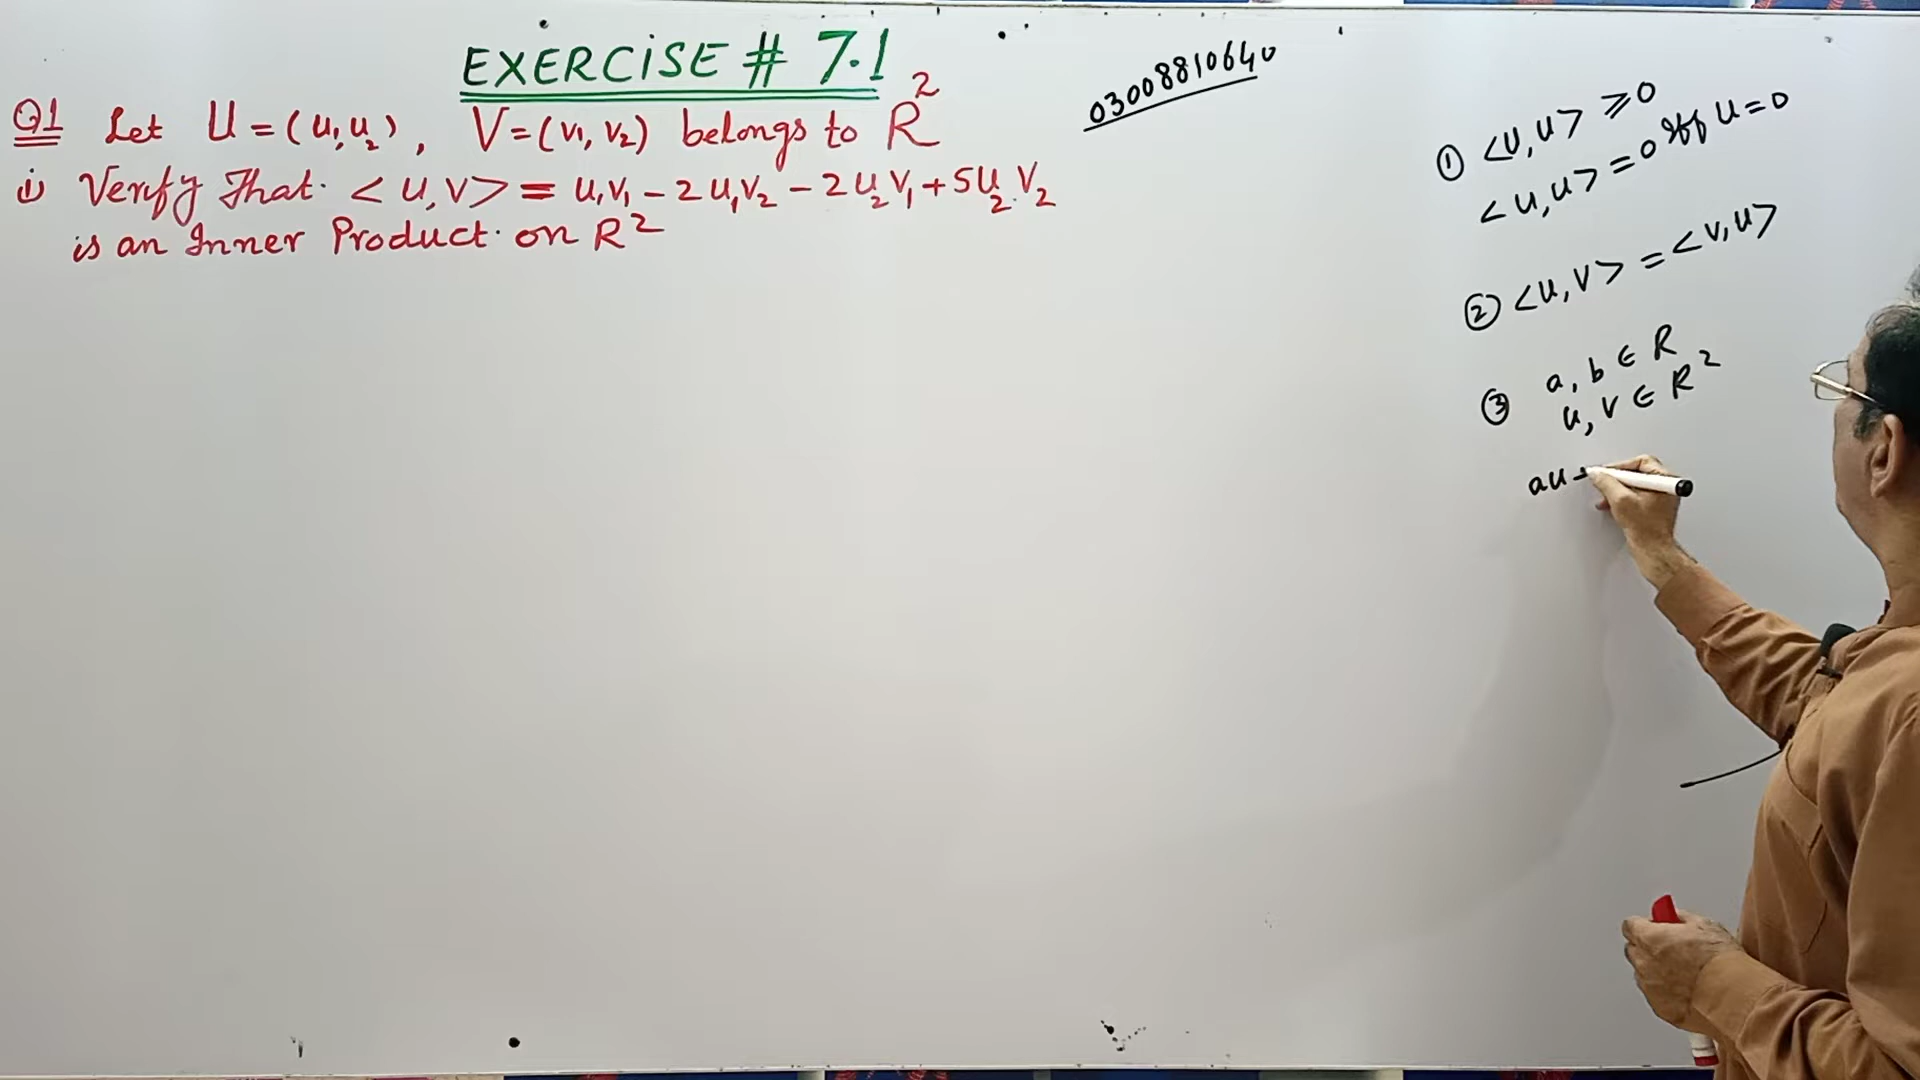 EXERCISE # 7.1
03008810640
Q1 Let U = (u₁, u₂), V = (v₁, v₂) belongs to R²
i) Verify That. <u, v> = u₁v₁ - 2u₁v₂ - 2u₂v₁ + 5u₂v₂
is an Inner Product. on R²
① <u, u> ≥ 0
<u, u> = 0 iff u = 0
② <u, v> = <v, u>
③ a, b ∈ R
u, v ∈ R²
au -